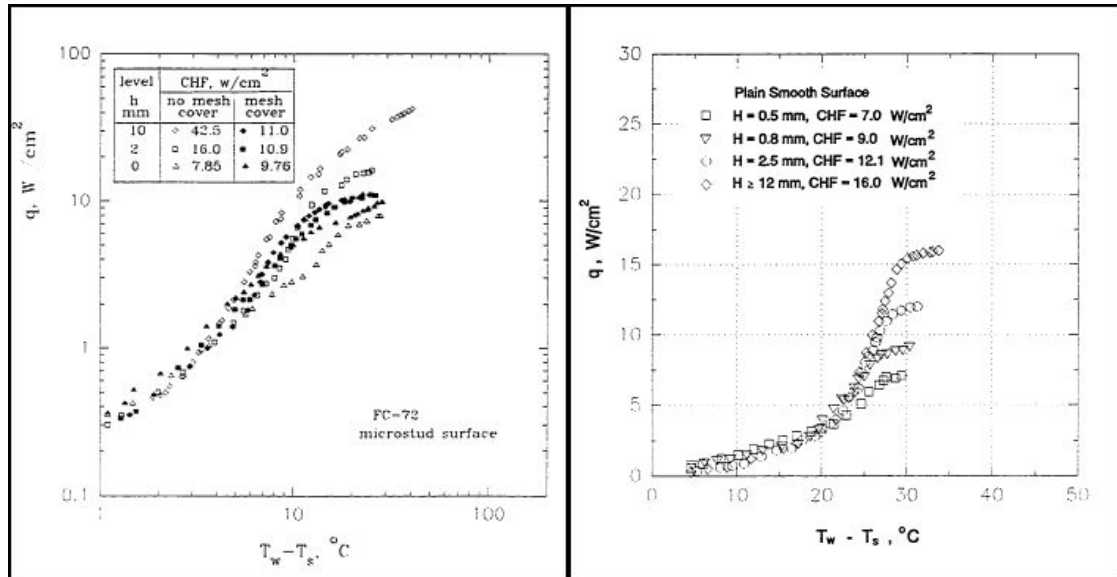 100
level CHF, w/cm²
h no mesh mesh
mm cover cover
10 ◇ 42.5 ◆ 11.0
2 □ 16.0 ■ 10.9
0 △ 7.85 ▲ 9.76
q, W /cm²
10
1
FC-72
microstud surface
0.1
1 10 100
T_w-T_s, °C
30
Plain Smooth Surface
□ H = 0.5 mm, CHF = 7.0 W/cm²
▽ H = 0.8 mm, CHF = 9.0 W/cm²
○ H = 2.5 mm, CHF = 12.1 W/cm²
◇ H ≥ 12 mm, CHF = 16.0 W/cm²
25
20
q , W/cm²
15
10
5
0
0 10 20 30 40 50
T_w - T_s , °C